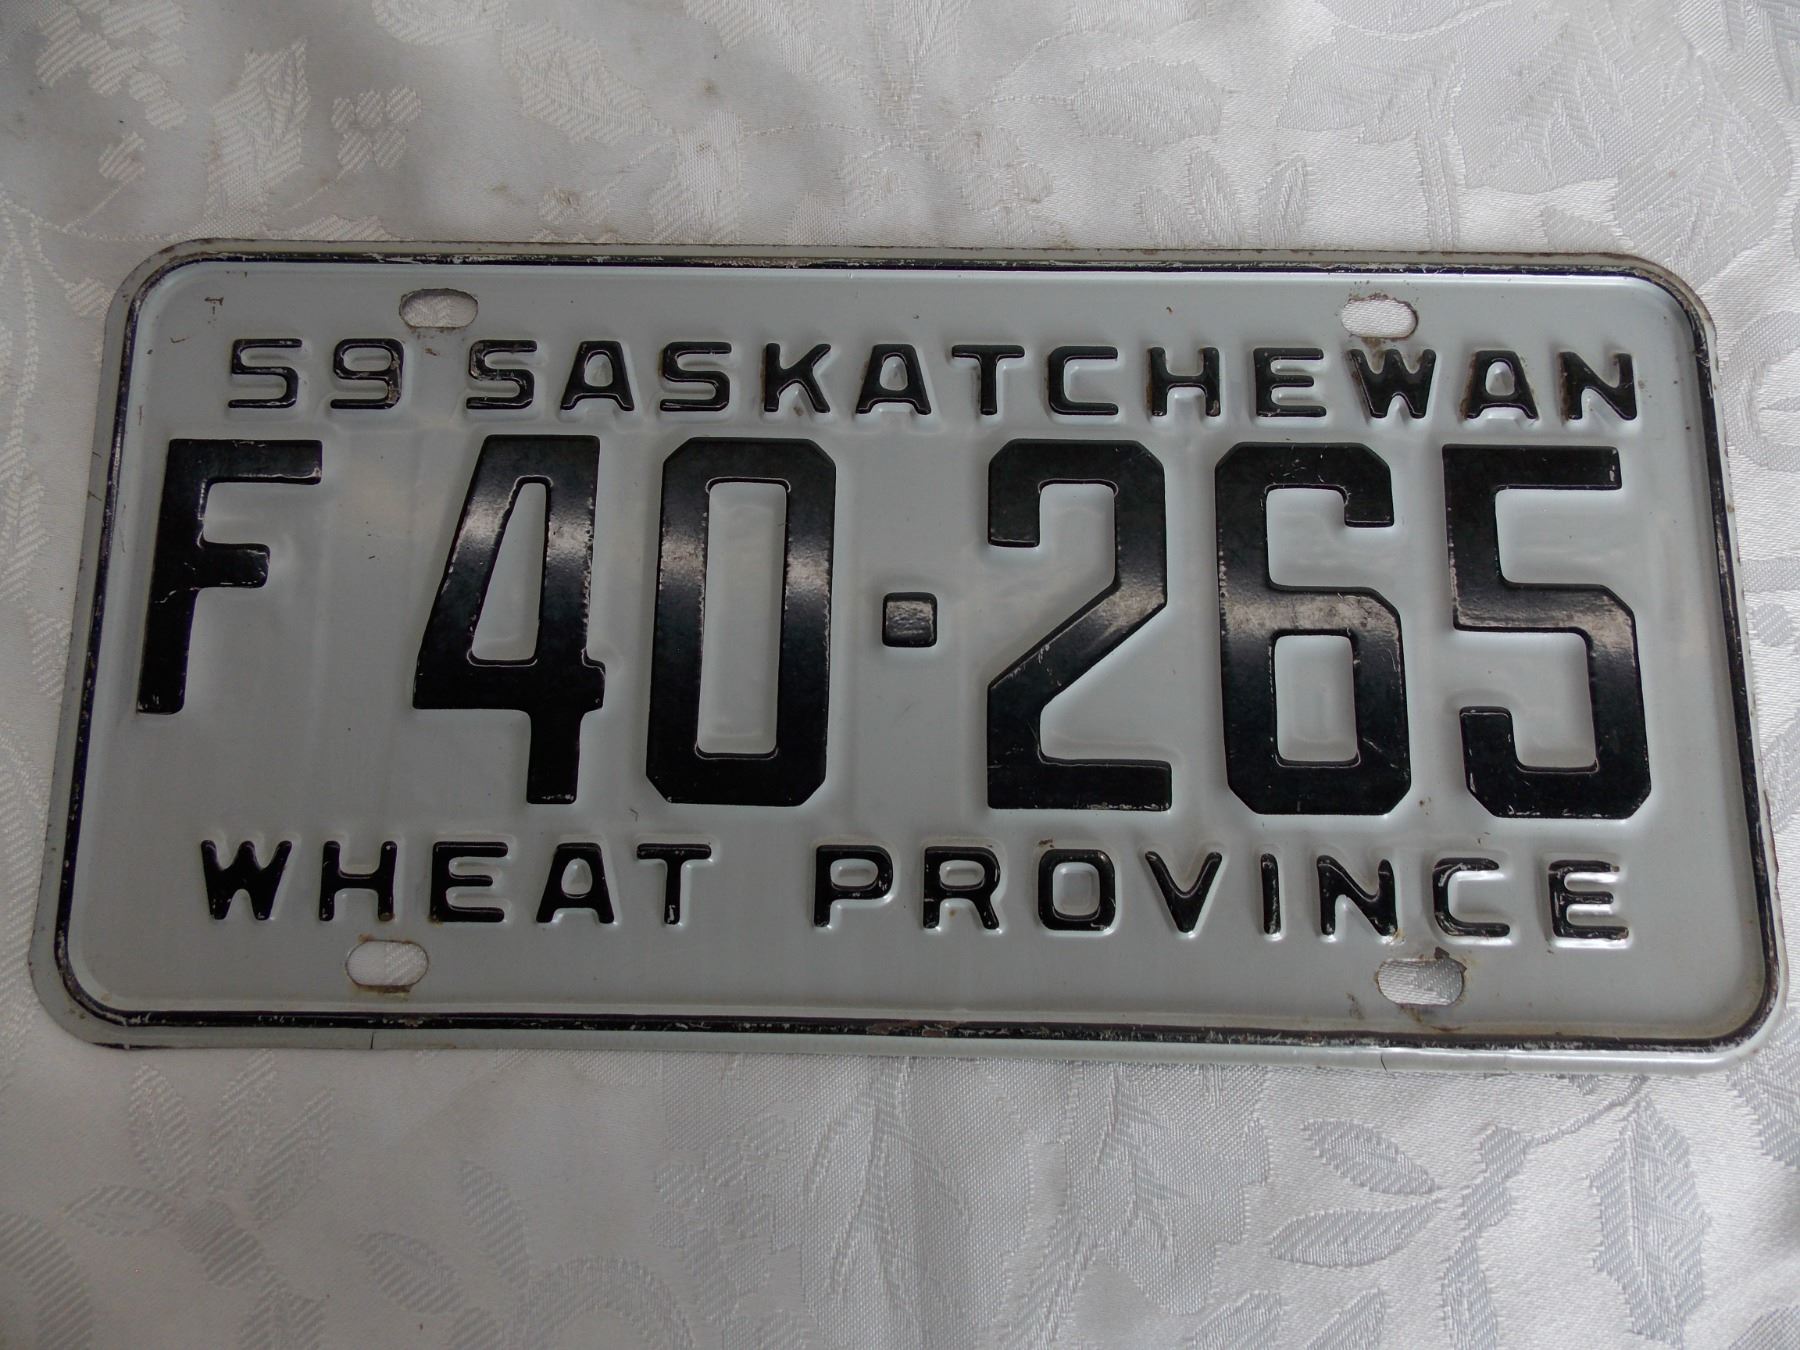 59 SASKATCHEWAN
F 40-265
WHEAT PROVINCE